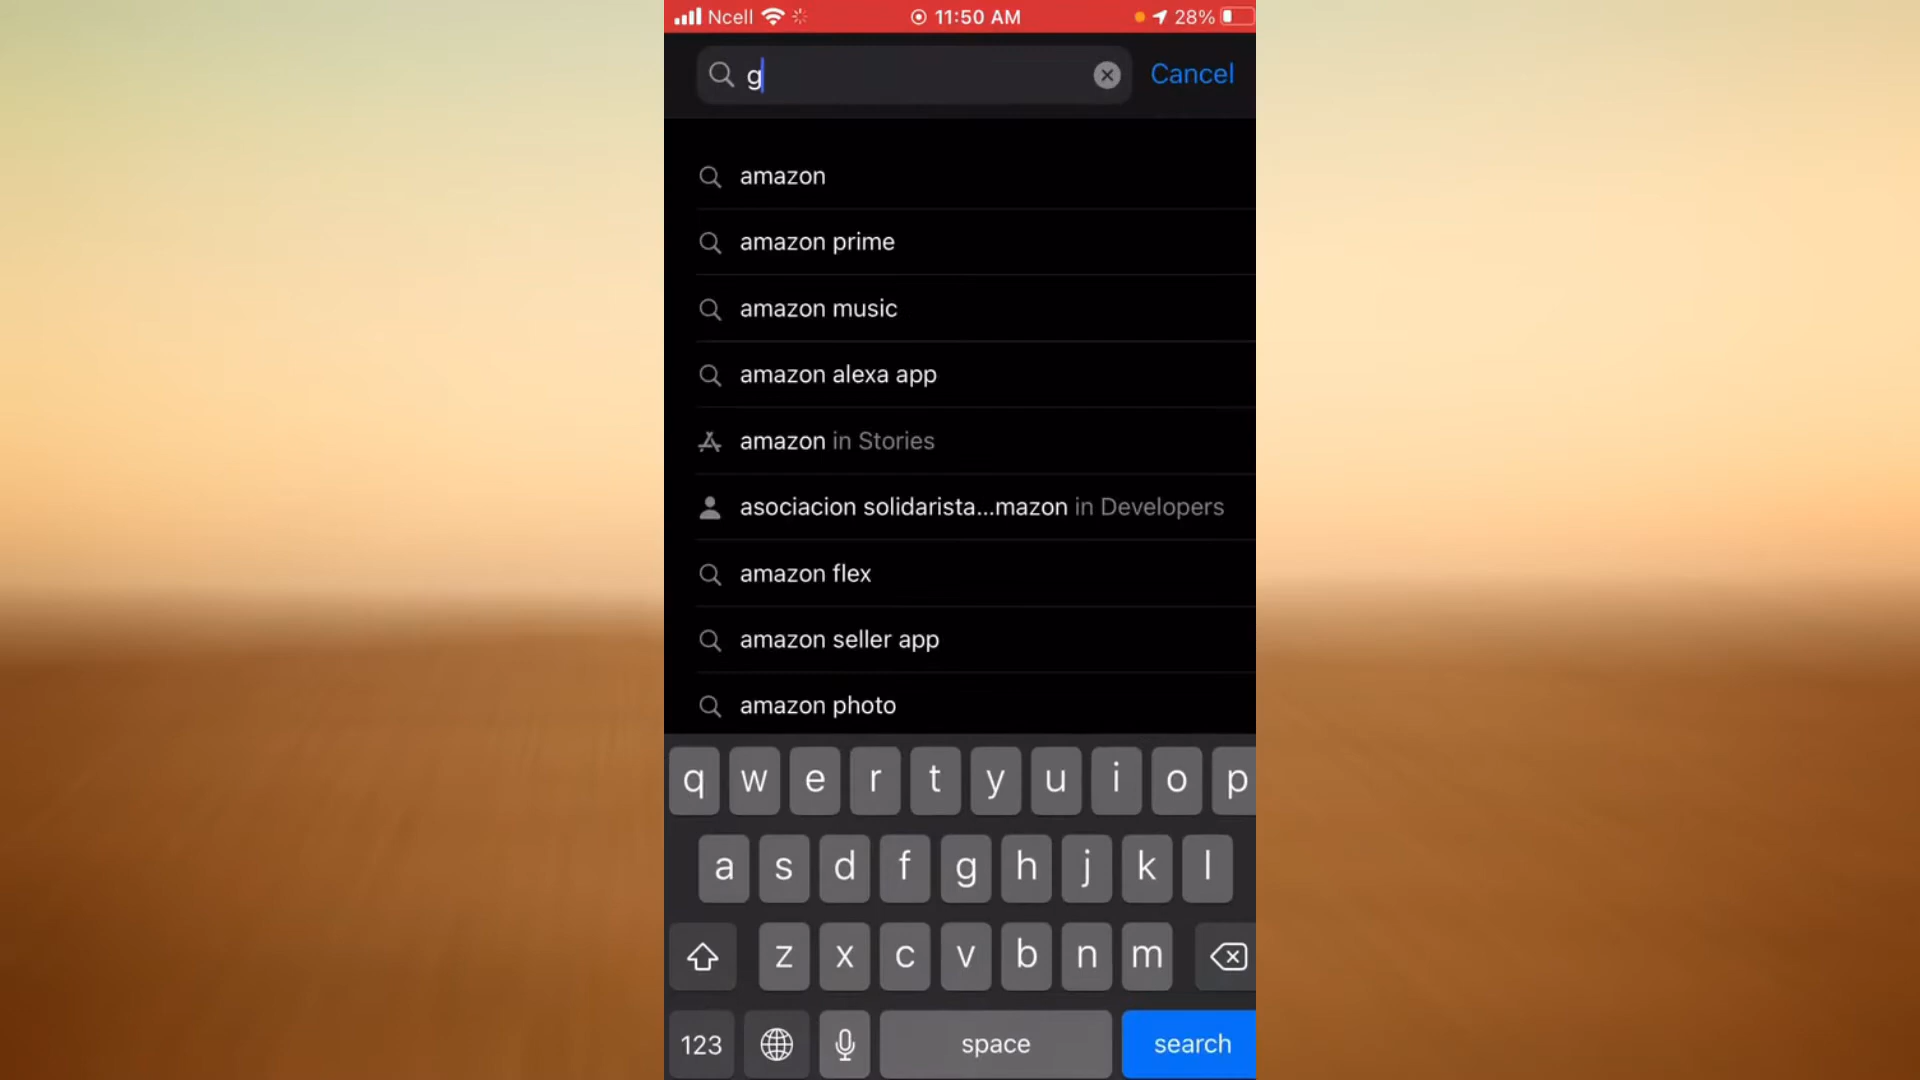 Ncell 11:50 AM 28%
g Cancel
amazon
amazon prime
amazon music
amazon alexa app
amazon in Stories
asociacion solidarista...mazon in Developers
amazon flex
amazon seller app
amazon photo
q w e r t y u i o p
a s d f g h j k l
z x c v b n m
123 space search